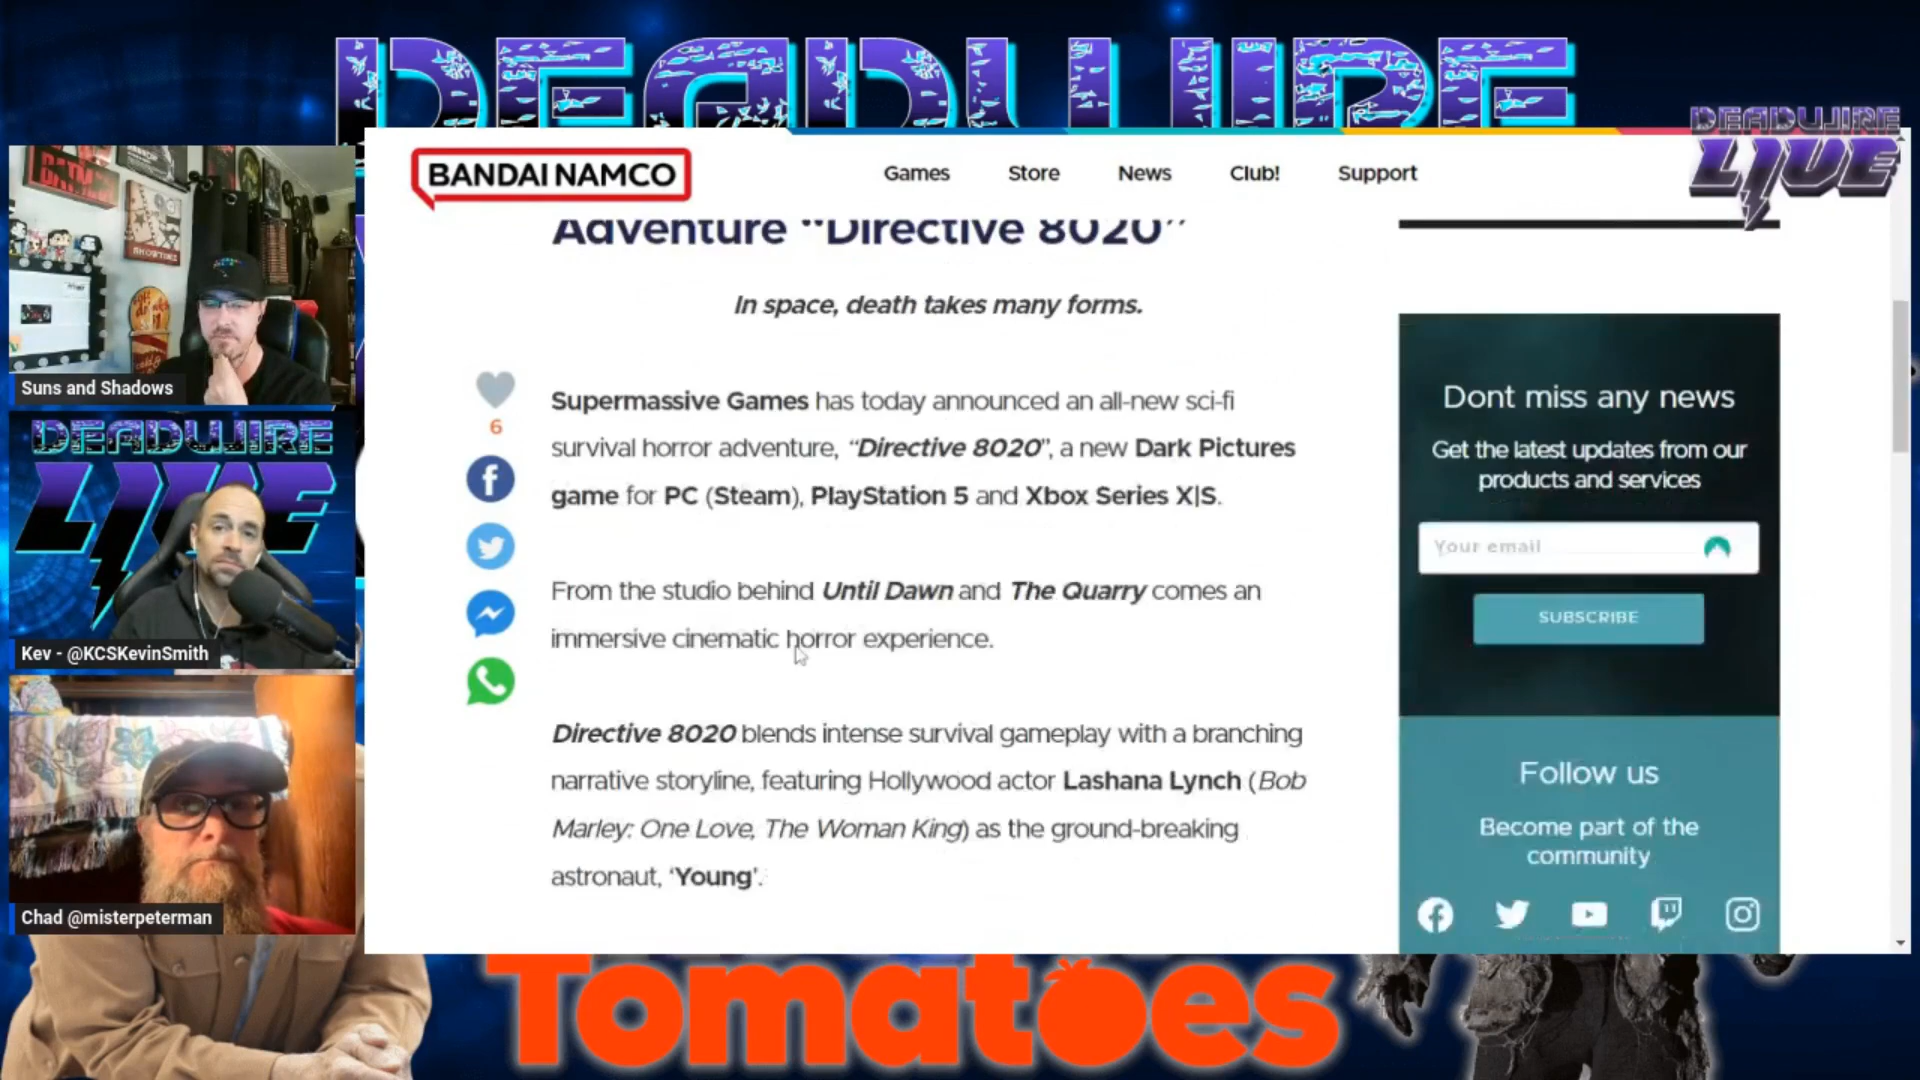 DEADWIRE
DEADWIRE
LIVE
BANDAI NAMCO
Games
Store
News
Club!
Support
Adventure “Directive 8020”
In space, death takes many forms.
6
Supermassive Games has today announced an all-new sci-fi
survival horror adventure, “Directive 8020”, a new Dark Pictures
game for PC (Steam), PlayStation 5 and Xbox Series X|S.
From the studio behind Until Dawn and The Quarry comes an
immersive cinematic horror experience.
Directive 8020 blends intense survival gameplay with a branching
narrative storyline, featuring Hollywood actor Lashana Lynch (Bob
Marley: One Love, The Woman King) as the ground-breaking
astronaut, ‘Young’.
Dont miss any news
Get the latest updates from our
products and services
Your email
SUBSCRIBE
Follow us
Become part of the
community
BATMAN
SHOWTIME
Suns and Shadows
DEADWIRE
LIVE
Kev - @KCSKevinSmith
Chad @misterpeterman
Tomatoes